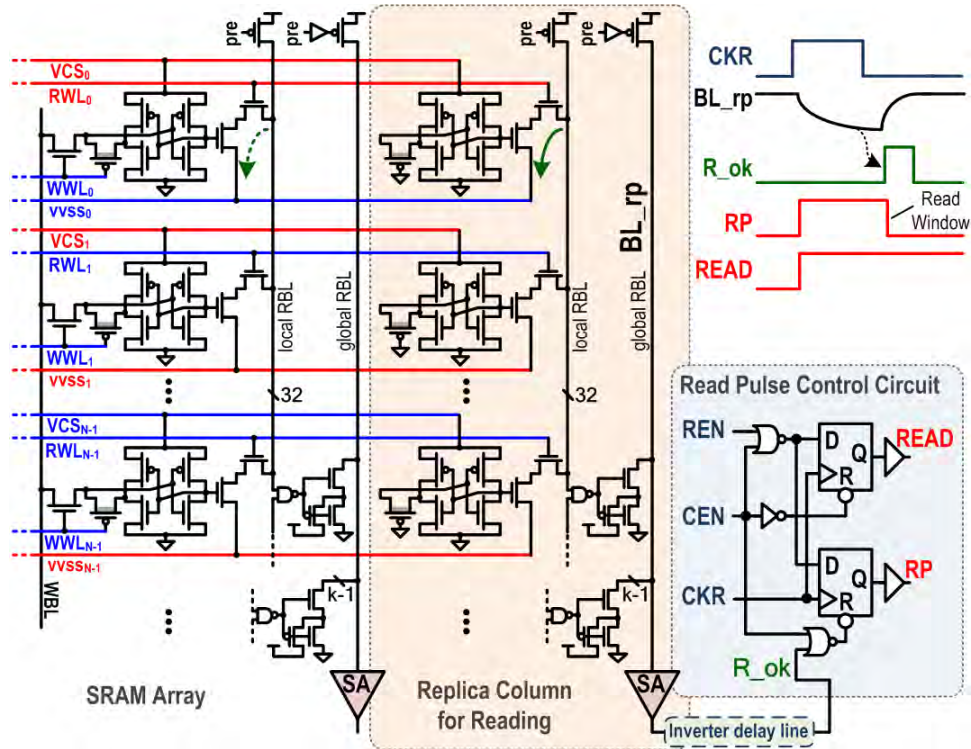 pre
pre
pre
pre
VCS0
RWL0
WWL0
VVSS0
VCS1
RWL1
WWL1
VVSS1
VCSN-1
RWLN-1
WWLN-1
VVSSN-1
WBL
local RBL
global RBL
32
k-1
SA
SRAM Array
local RBL
BL_rp
32
k-1
SA
Replica Column
for Reading
Inverter delay line
CKR
BL_rp
R_ok
RP
Read
Window
READ
Read Pulse Control Circuit
REN
D
Q
R
READ
CEN
D
Q
R
RP
CKR
R_ok
global RBL